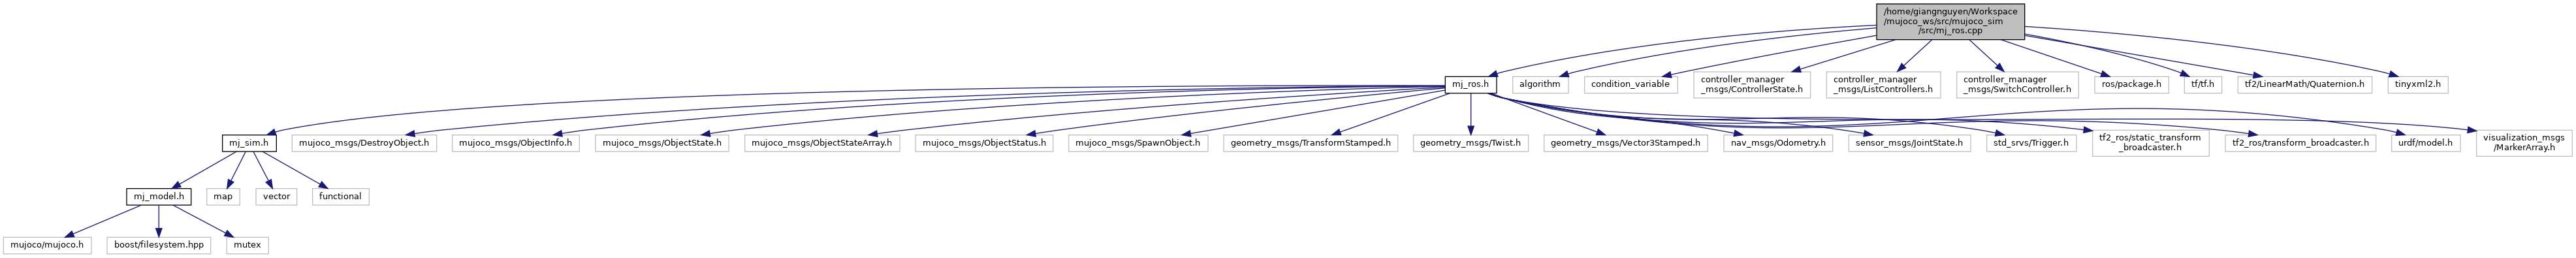 /home/giangnguyen/Workspace
/mujoco_ws/src/mujoco_sim
/src/mj_ros.cpp
mj_ros.h
algorithm
condition_variable
controller_manager
_msgs/ControllerState.h
controller_manager
_msgs/ListControllers.h
controller_manager
_msgs/SwitchController.h
ros/package.h
tf/tf.h
tf2/LinearMath/Quaternion.h
tinyxml2.h
mj_sim.h
mujoco_msgs/DestroyObject.h
mujoco_msgs/ObjectInfo.h
mujoco_msgs/ObjectState.h
mujoco_msgs/ObjectStateArray.h
mujoco_msgs/ObjectStatus.h
mujoco_msgs/SpawnObject.h
geometry_msgs/TransformStamped.h
geometry_msgs/Twist.h
geometry_msgs/Vector3Stamped.h
nav_msgs/Odometry.h
sensor_msgs/JointState.h
std_srvs/Trigger.h
tf2_ros/static_transform
_broadcaster.h
tf2_ros/transform_broadcaster.h
urdf/model.h
visualization_msgs
/MarkerArray.h
mj_model.h
map
vector
functional
mujoco/mujoco.h
boost/filesystem.hpp
mutex